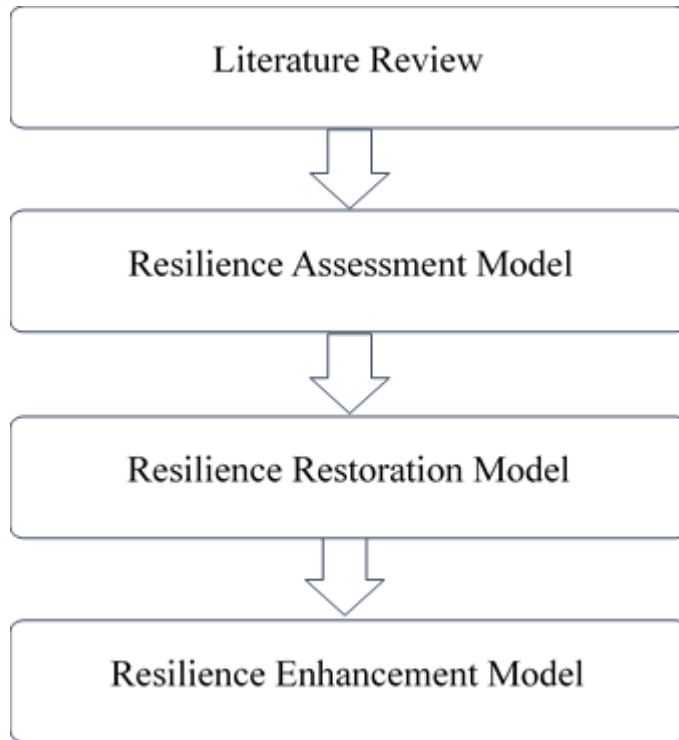 Literature Review
Resilience Assessment Model
Resilience Restoration Model
Resilience Enhancement Model